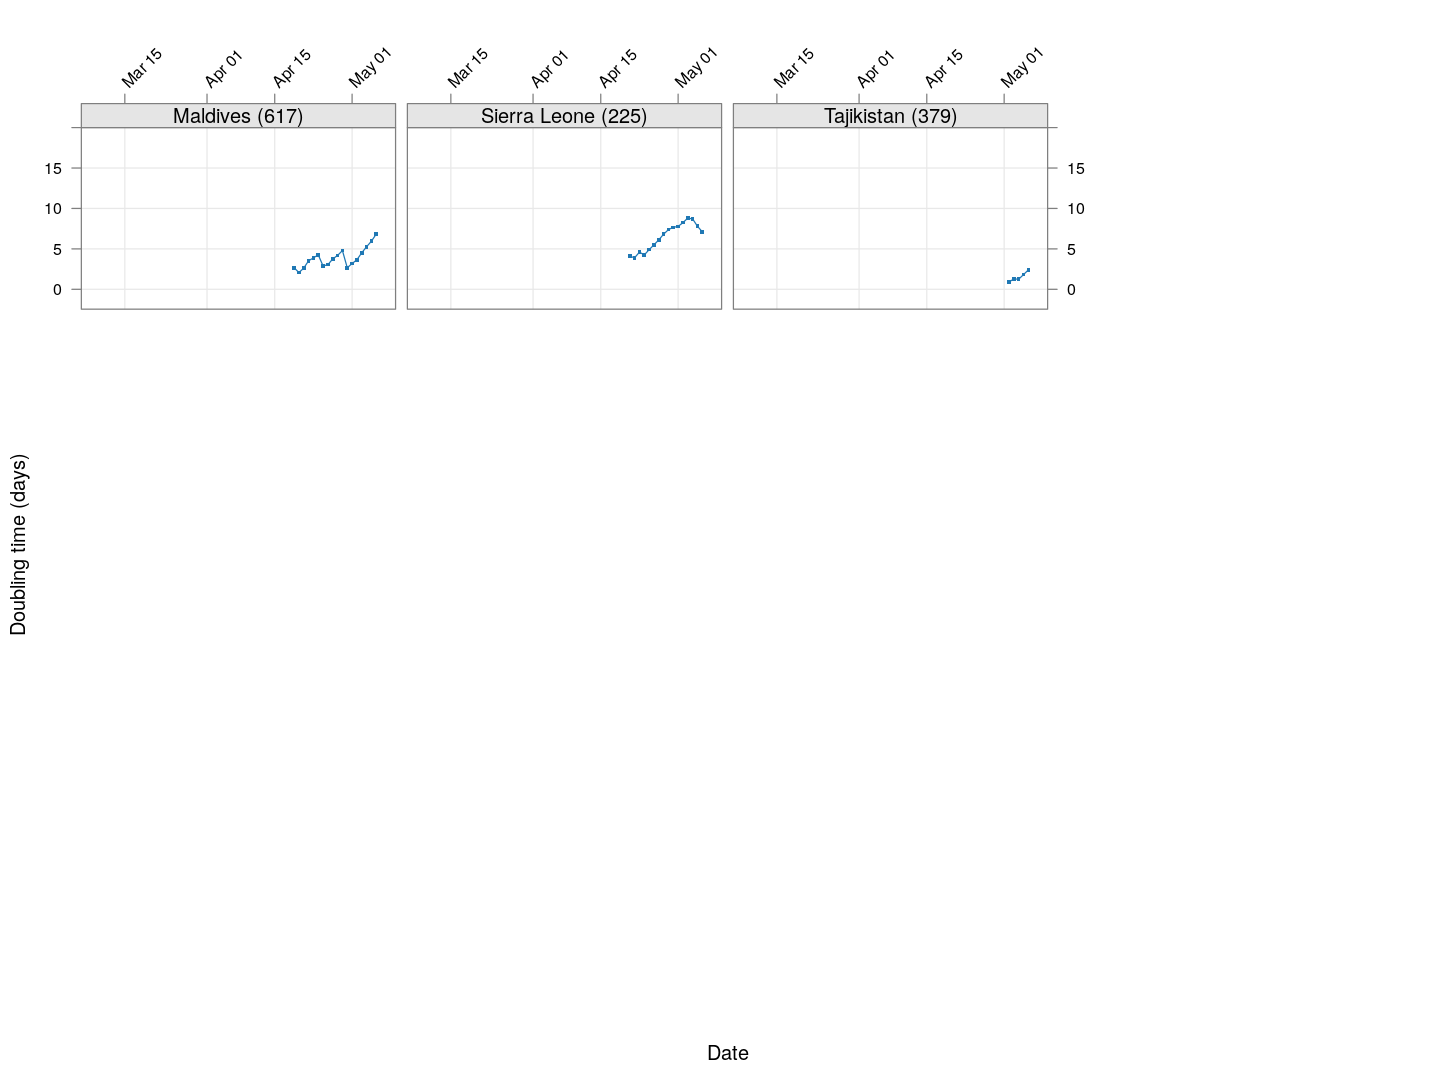 Mar 15 Apr 01 Apr 15 May 01 Mar 15 Apr 01 Apr 15 May 01 Mar 15 Apr 01 Apr 15 May 01
Maldives (617) Sierra Leone (225) Tajikistan (379)
15 15
10 10
5 5
0 0
Doubling time (days)
Date